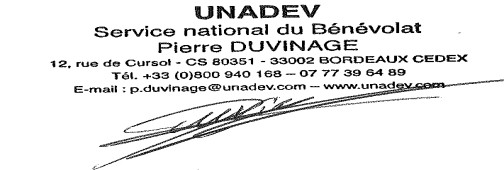 UNADEV
Service national du Bénévolat
Pierre DUVINAGE
12, rue de Cursol - CS 80351 - 33002 BORDEAUX CEDEX
Tél. +33 (0)800 940 168 – 07 77 39 64 89
E-mail : p.duvinage@unadev.com – www.unadev.com